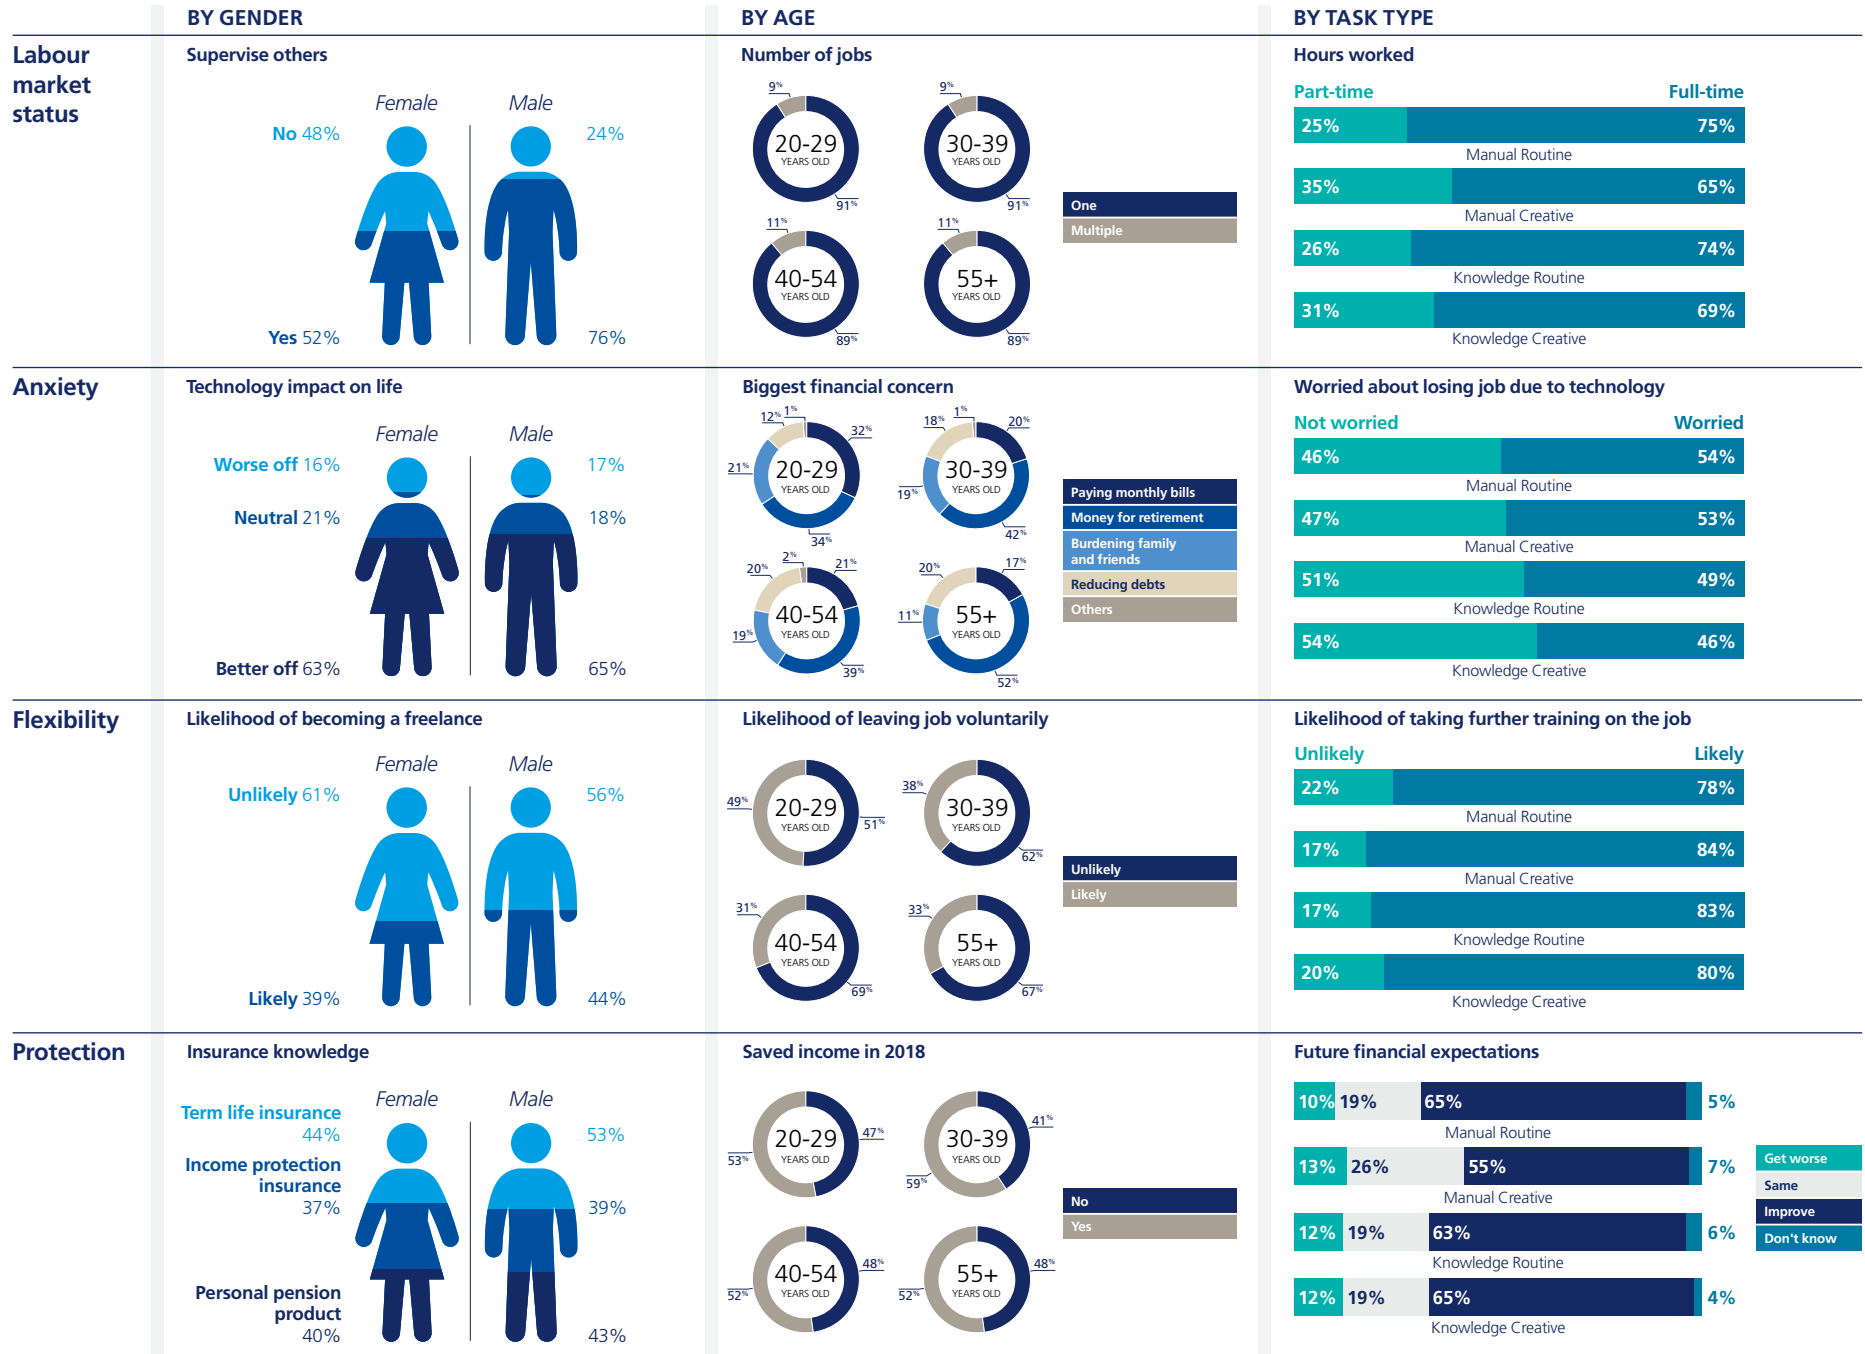 BY GENDER
BY AGE
BY TASK TYPE
Labour
market
status
Supervise others
Female
Male
No 48%
24%
Yes 52%
76%
Number of jobs
9%
20-29
YEARS OLD
91%
9%
30-39
YEARS OLD
91%
11%
40-54
YEARS OLD
89%
11%
55+
YEARS OLD
89%
One
Multiple
Hours worked
Part-time
Full-time
25%
75%
Manual Routine
35%
65%
Manual Creative
26%
74%
Knowledge Routine
31%
69%
Knowledge Creative
Anxiety
Technology impact on life
Female
Male
Worse off 16%
17%
Neutral 21%
18%
Better off 63%
65%
Biggest financial concern
12%
1%
32%
21%
20-29
YEARS OLD
34%
18%
1%
20%
19%
30-39
YEARS OLD
42%
20%
2%
21%
19%
40-54
YEARS OLD
39%
20%
17%
11%
55+
YEARS OLD
52%
Paying monthly bills
Money for retirement
Burdening family
and friends
Reducing debts
Others
Worried about losing job due to technology
Not worried
Worried
46%
54%
Manual Routine
47%
53%
Manual Creative
51%
49%
Knowledge Routine
54%
46%
Knowledge Creative
Flexibility
Likelihood of becoming a freelance
Female
Male
Unlikely 61%
56%
Likely 39%
44%
Likelihood of leaving job voluntarily
49%
20-29
YEARS OLD
51%
38%
30-39
YEARS OLD
62%
31%
40-54
YEARS OLD
69%
33%
55+
YEARS OLD
67%
Unlikely
Likely
Likelihood of taking further training on the job
Unlikely
Likely
22%
78%
Manual Routine
17%
84%
Manual Creative
17%
83%
Knowledge Routine
20%
80%
Knowledge Creative
Protection
Insurance knowledge
Female
Male
Term life insurance
44%
53%
Income protection
insurance
37%
39%
Personal pension
product
40%
43%
Saved income in 2018
20-29
YEARS OLD
47%
53%
30-39
YEARS OLD
41%
59%
40-54
YEARS OLD
48%
52%
55+
YEARS OLD
48%
52%
No
Yes
Future financial expectations
10%
19%
65%
5%
Manual Routine
13%
26%
55%
7%
Manual Creative
12%
19%
63%
6%
Knowledge Routine
12%
19%
65%
4%
Knowledge Creative
Get worse
Same
Improve
Don't know